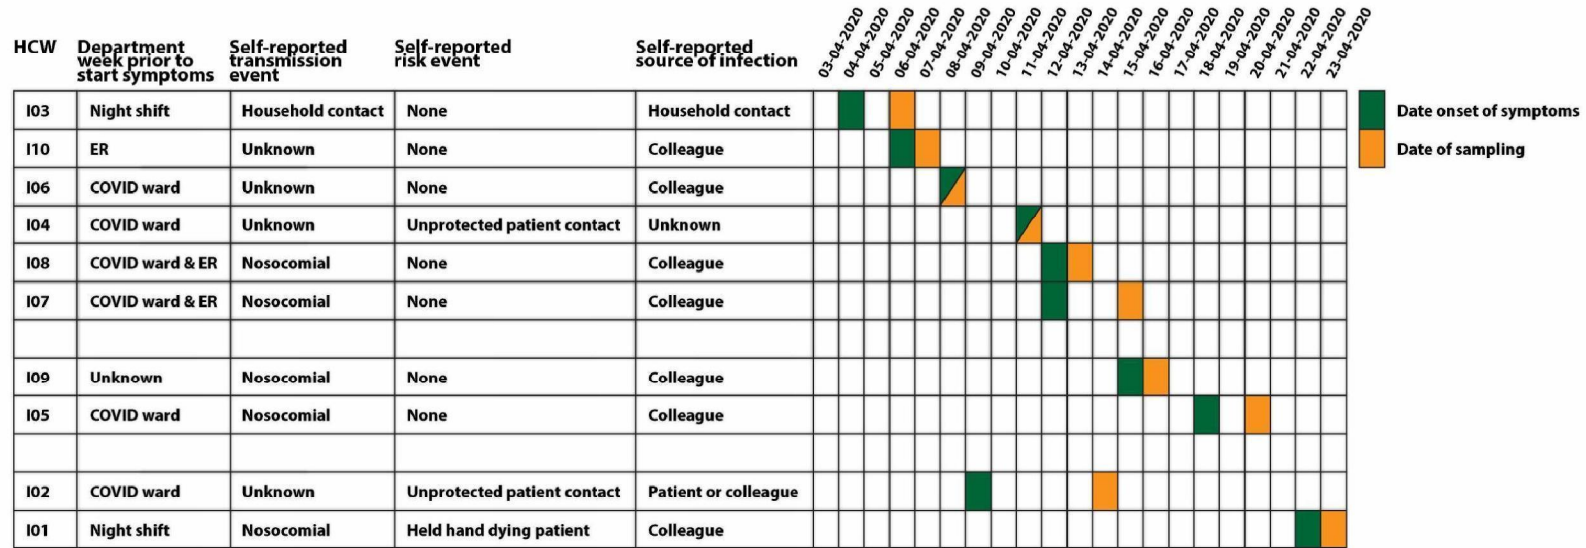 HCW Department week prior to start symptoms Self-reported transmission event Self-reported risk event Self-reported source of infection 03-04-2020 04-04-2020 05-04-2020 06-04-2020 07-04-2020 08-04-2020 09-04-2020 10-04-2020 11-04-2020 12-04-2020 13-04-2020 14-04-2020 15-04-2020 16-04-2020 17-04-2020 18-04-2020 19-04-2020 20-04-2020 21-04-2020 22-04-2020 23-04-2020
I03 Night shift Household contact None Household contact
I10 ER Unknown None Colleague
I06 COVID ward Unknown None Colleague
I04 COVID ward Unknown Unprotected patient contact Unknown
I08 COVID ward & ER Nosocomial None Colleague
I07 COVID ward & ER Nosocomial None Colleague
I09 Unknown Nosocomial None Colleague
I05 COVID ward Nosocomial None Colleague
I02 COVID ward Unknown Unprotected patient contact Patient or colleague
I01 Night shift Nosocomial Held hand dying patient Colleague
Date onset of symptoms
Date of sampling